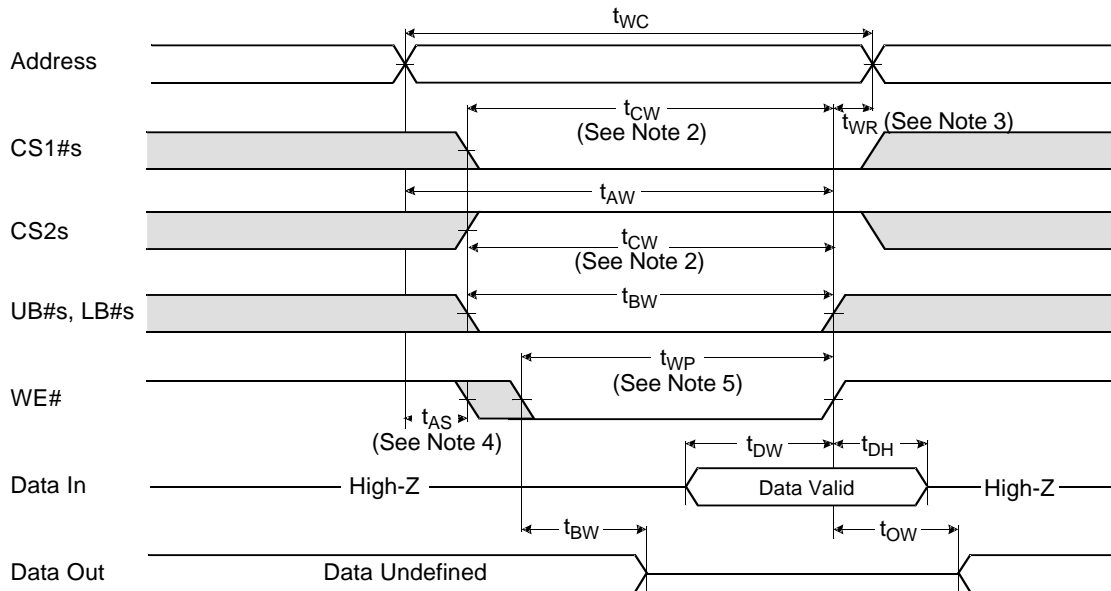 tWC
Address
tCW
(See Note 2)
tWR (See Note 3)
CS1#s
tAW
CS2s
tCW
(See Note 2)
UB#s, LB#s
tBW
tWP
(See Note 5)
WE#
tAS
(See Note 4)
tDW
tDH
Data In
High-Z
Data Valid
High-Z
tBW
tOW
Data Out
Data Undefined